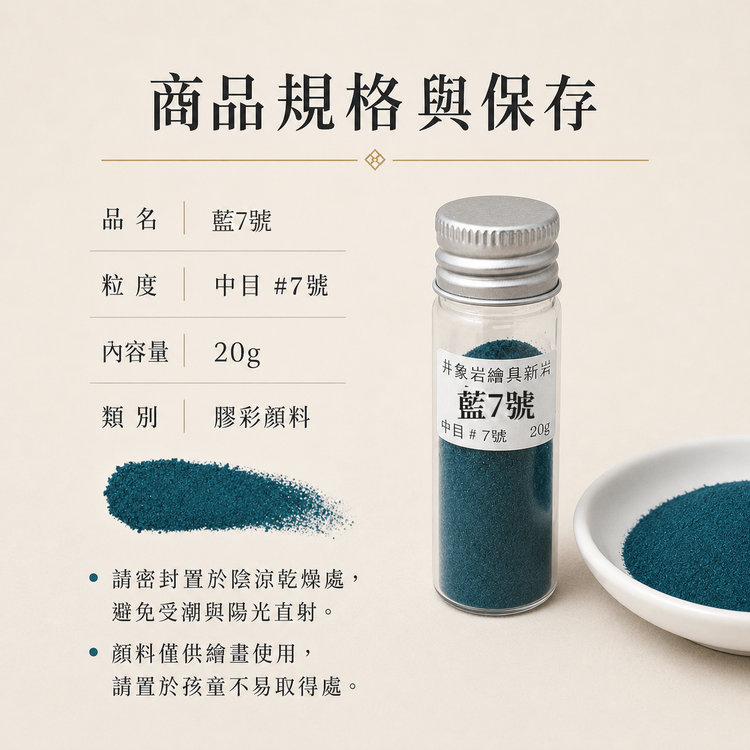 商品規格與保存
品名 藍7號
粒度 中目 #7號
內容量 20g
類別 膠彩顏料
井象岩繪具新岩
藍7號
中目 # 7號 20g
• 請密封置於陰涼乾燥處，
避免受潮與陽光直射。
• 顏料僅供繪畫使用，
請置於孩童不易取得處。